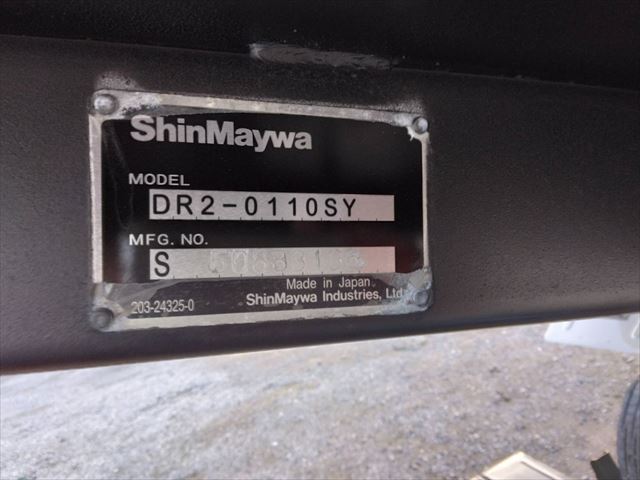 ShinMaywa
MODEL
DR2-0110SY
MFG. NO.
S
Made in Japan
203-24325-0
ShinMaywa Industries, Ltd.